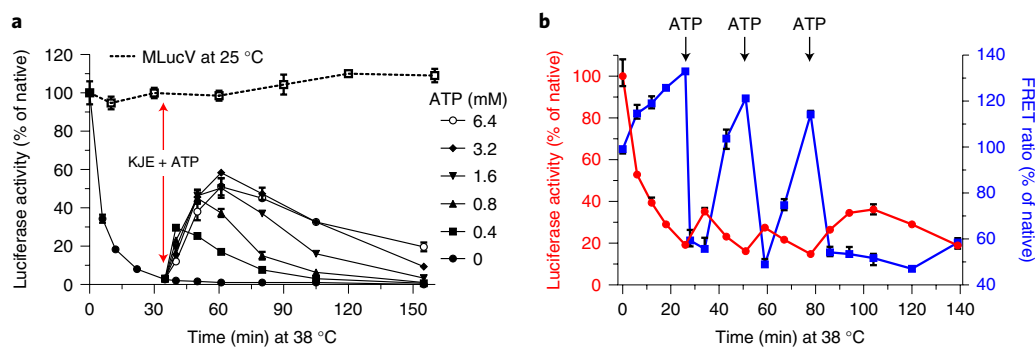 a
Luciferase activity (% of native)
120
100
80
60
40
20
0
MLucV at 25 °C
KJE + ATP
ATP (mM)
6.4
3.2
1.6
0.8
0.4
0
0 30 60 90 120 150
Time (min) at 38 °C
b
ATP ATP ATP
Luciferase activity (% of native)
100
80
60
40
20
0
140
120
100
80
60
40
FRET ratio (% of native)
0 20 40 60 80 100 120 140
Time (min) at 38 °C